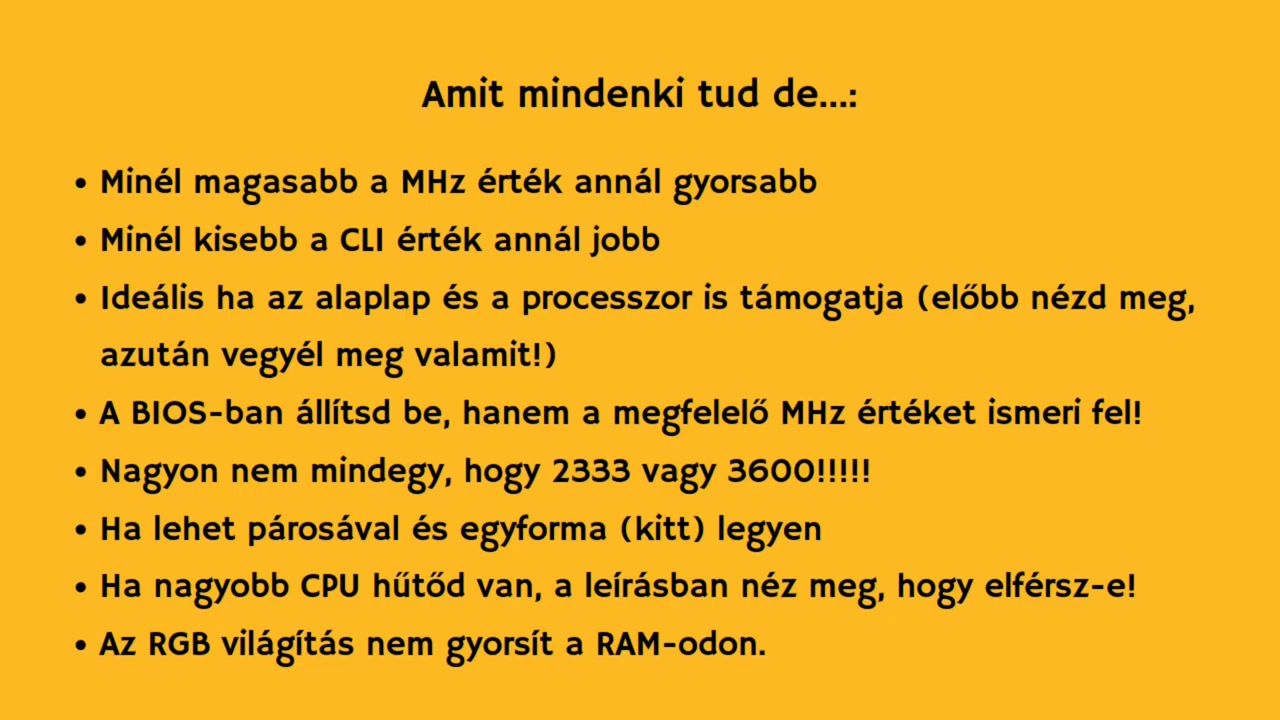 Amit mindenki tud de...:
• Minél magasabb a MHz érték annál gyorsabb
• Minél kisebb a CLI érték annál jobb
• Ideális ha az alaplap és a processzor is támogatja (előbb nézd meg,
azután vegyél meg valamit!)
• A BIOS-ban állítsd be, hanem a megfelelő MHz értéket ismeri fel!
• Nagyon nem mindegy, hogy 2333 vagy 3600!!!!!
• Ha lehet párosával és egyforma (kitt) legyen
• Ha nagyobb CPU hűtőd van, a leírásban néz meg, hogy elférsz-e!
• Az RGB világítás nem gyorsít a RAM-odon.